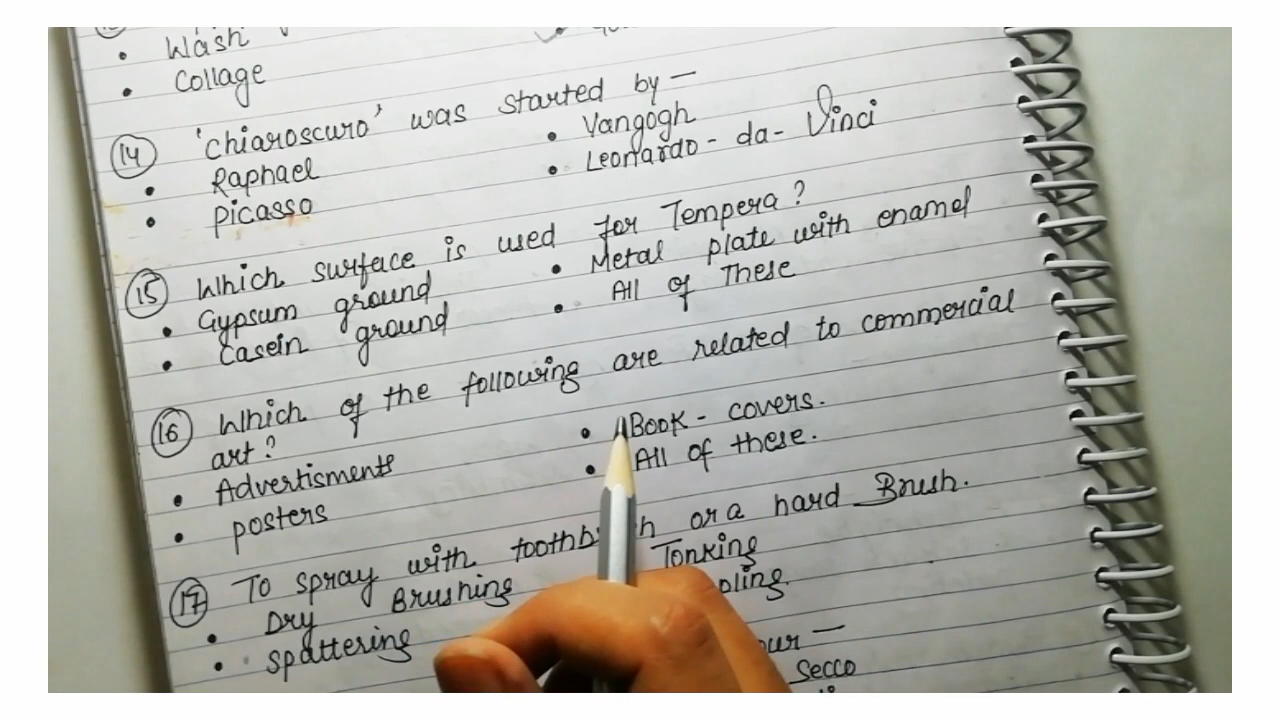 • Wash
• Collage
14 'Chiaroscuro' was started by —
• Raphael • Vangogh
• Picasso • Leonardo - da - Vinci
15 Which surface is used for Tempera ?
• Gypsum ground • Metal plate with enamel
• Casein ground • All of These
16 Which of the following are related to commercial
art ?
• Advertisments • Book - covers.
• posters • All of these.
17 To spray with or a hard Brush.
• Dry Brushing Tonking
• Spattering
Secco